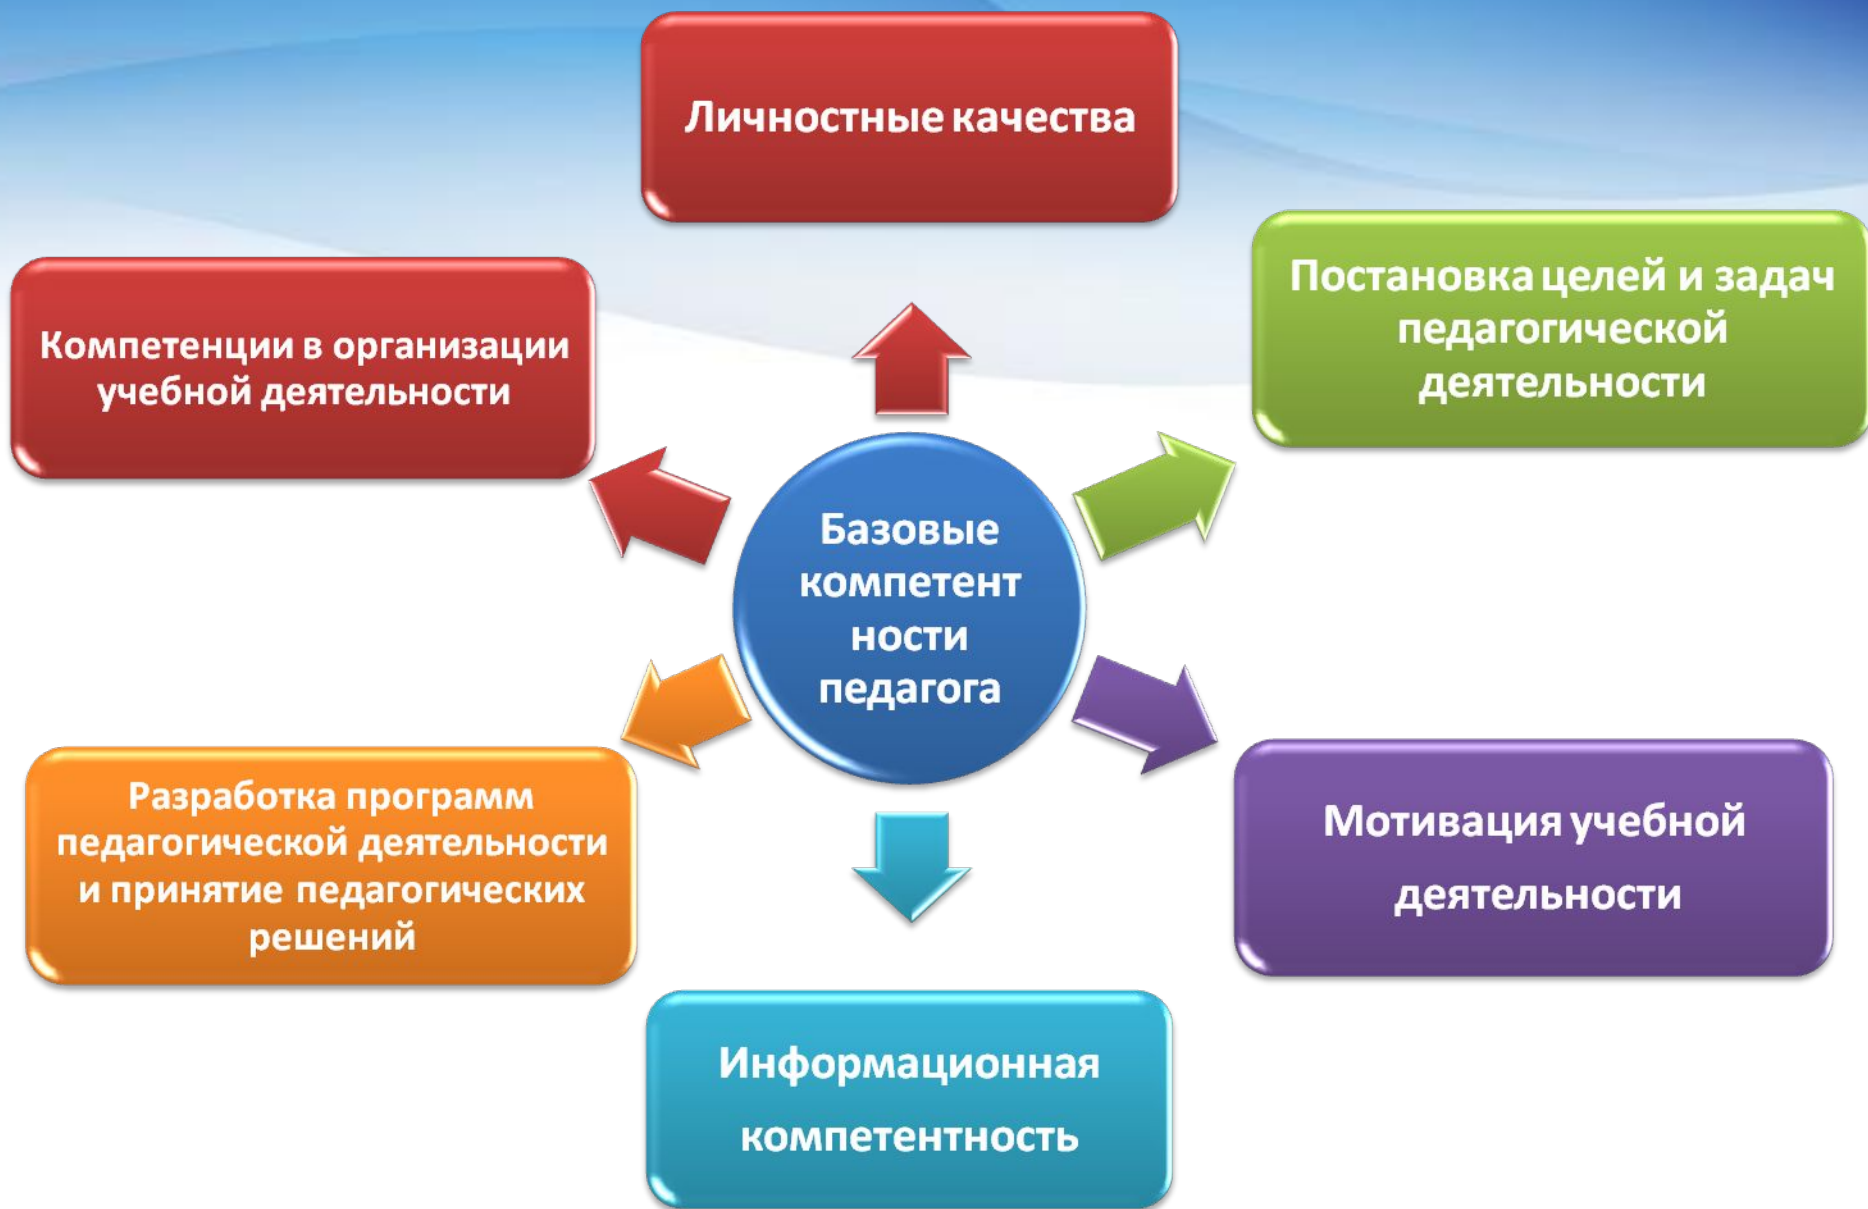 Личностные качества
Постановка целей и задач
педагогической
деятельности
Компетенции в организации
учебной деятельности
Базовые
компетент
ности
педагога
Разработка программ
педагогической деятельности
и принятие педагогических
решений
Мотивация учебной
деятельности
Информационная
компетентность